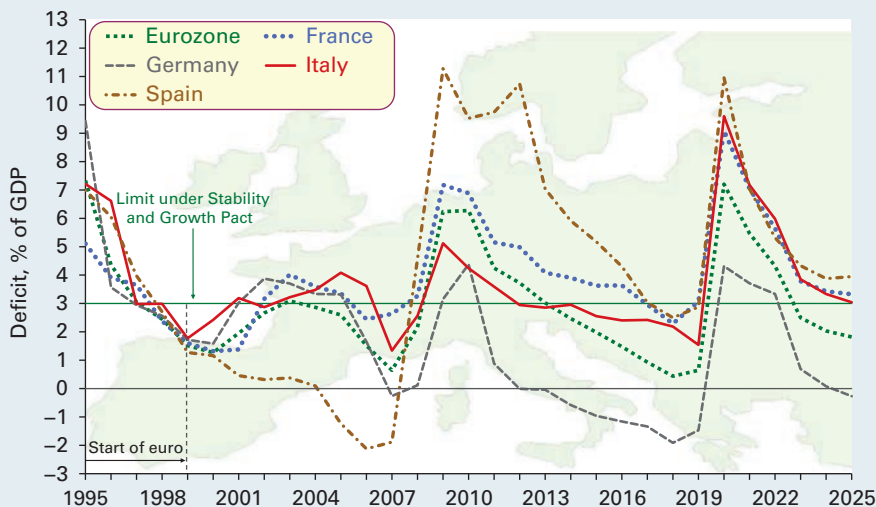 13
12
11
10
9
8
7
6
5
4
3
2
1
0
–1
–2
–3
Deficit, % of GDP
Eurozone France
Germany Italy
Spain
Limit under Stability
and Growth Pact
Start of euro
1995 1998 2001 2004 2007 2010 2013 2016 2019 2022 2025